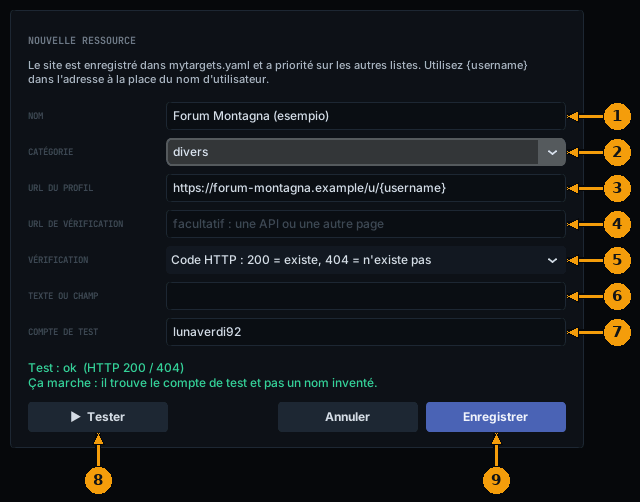 NOUVELLE RESSOURCE
Le site est enregistré dans mytargets.yaml et a priorité sur les autres listes. Utilisez {username}
dans l'adresse à la place du nom d'utilisateur.
NOM Forum Montagna (esempio) 1
CATÉGORIE divers 2
URL DU PROFIL https://forum-montagna.example/u/{username} 3
URL DE VÉRIFICATION facultatif : une API ou une autre page 4
VÉRIFICATION Code HTTP : 200 = existe, 404 = n'existe pas 5
TEXTE OU CHAMP 6
COMPTE DE TEST lunaverdi92 7
Test : ok (HTTP 200 / 404)
Ça marche : il trouve le compte de test et pas un nom inventé.
▶ Tester Annuler Enregistrer
8 9